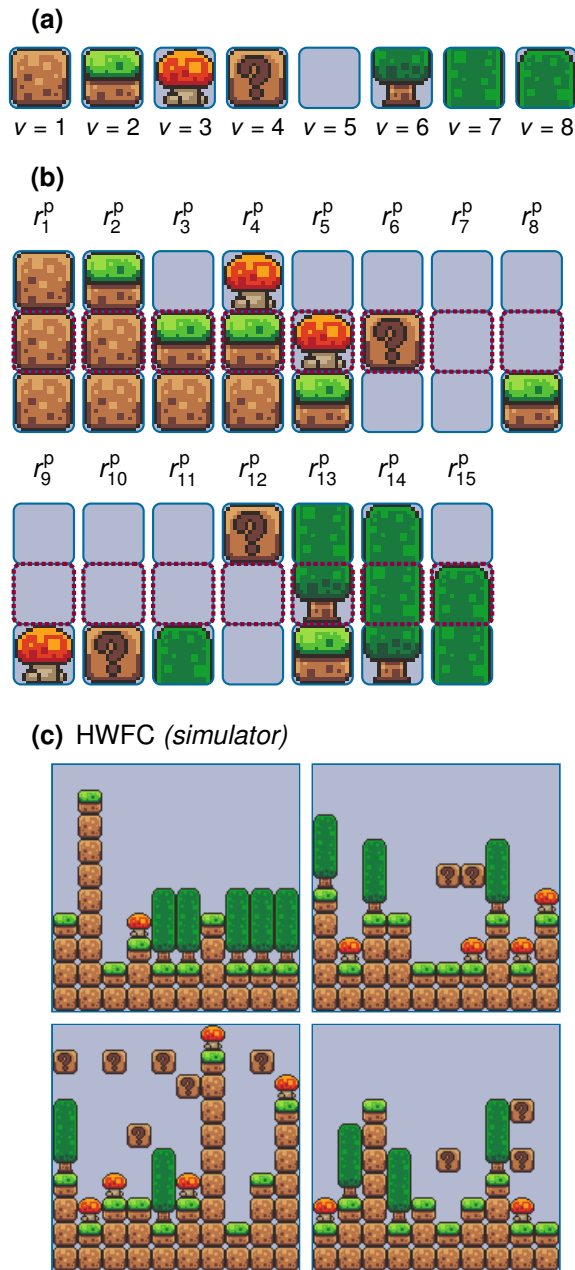 (a)
v = 1 v = 2 v = 3 v = 4 v = 5 v = 6 v = 7 v = 8
(b)
r₁ᵖ r₂ᵖ r₃ᵖ r₄ᵖ r₅ᵖ r₆ᵖ r₇ᵖ r₈ᵖ
r₉ᵖ r₁₀ᵖ r₁₁ᵖ r₁₂ᵖ r₁₃ᵖ r₁₄ᵖ r₁₅ᵖ
(c) HWFC (simulator)